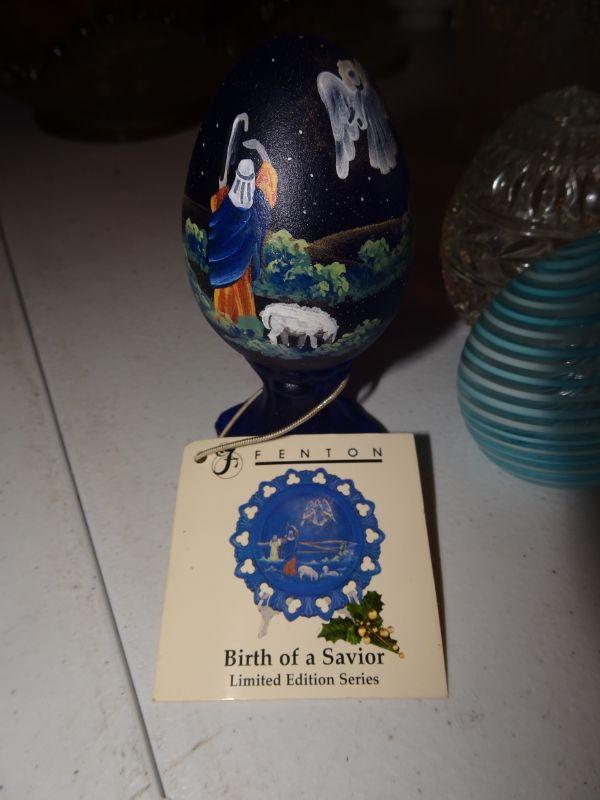 f FENTON
Birth of a Savior
Limited Edition Series